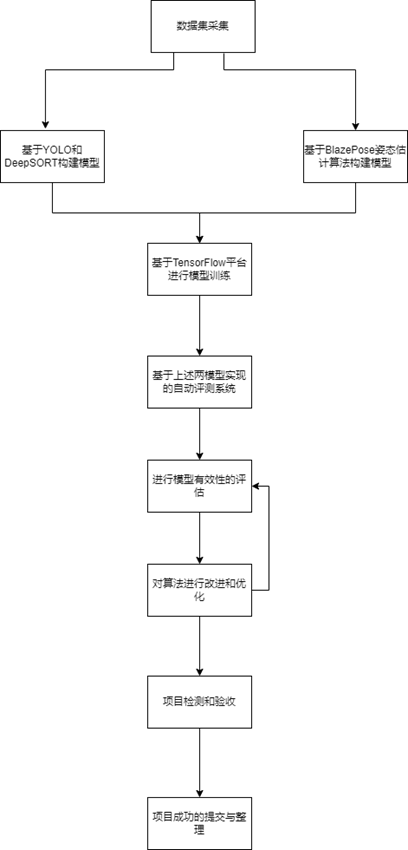 数据集采集
基于YOLO和
DeepSORT构建模型
基于BlazePose姿态估
计算法构建模型
基于TensorFlow平台
进行模型训练
基于上述两模型实现
的自动评测系统
进行模型有效性的评
估
对算法进行改进和优
化
项目检测和验收
项目成功的提交与整
理